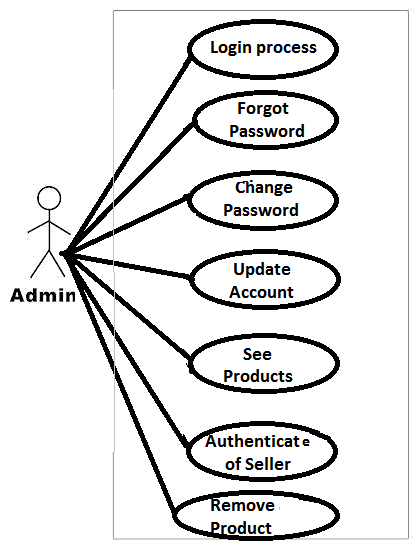 Login process
Forgot
Password
Change
Password
Update
Account
See
Products
Authenticate
of Seller
Remove
Product
Admin